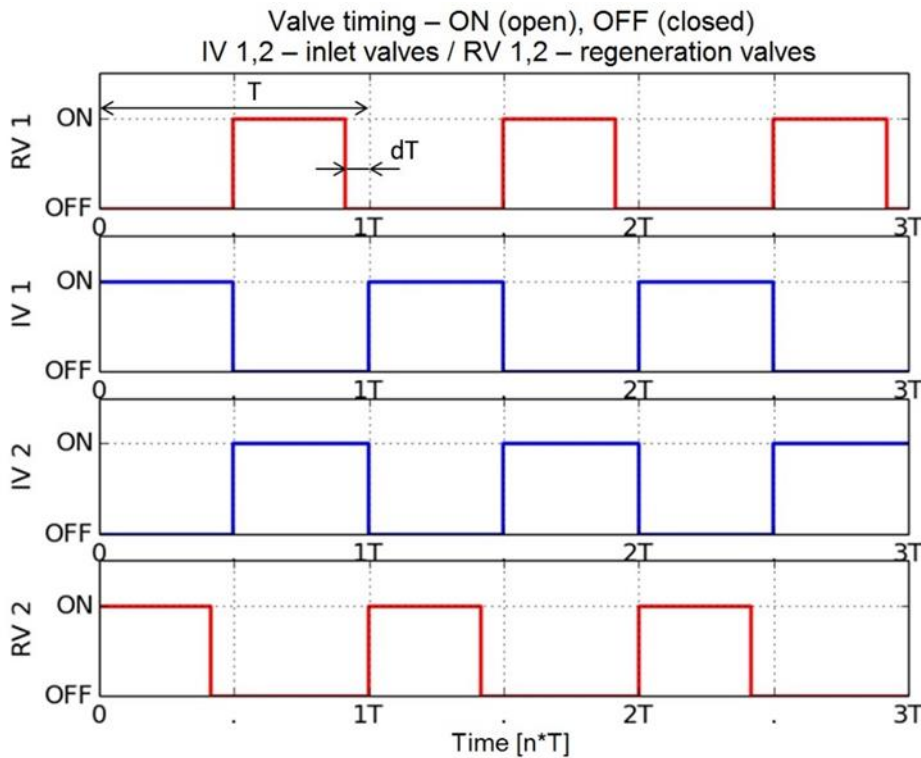 Valve timing – ON (open), OFF (closed)
IV 1,2 – inlet valves / RV 1,2 – regeneration valves
T
ON
RV 1
dT
OFF
0 . 1T . 2T . 3T
ON
IV 1
OFF
0 . 1T . 2T . 3T
ON
IV 2
OFF
0 . 1T . 2T . 3T
ON
RV 2
OFF
0 . 1T . 2T . 3T
Time [n*T]